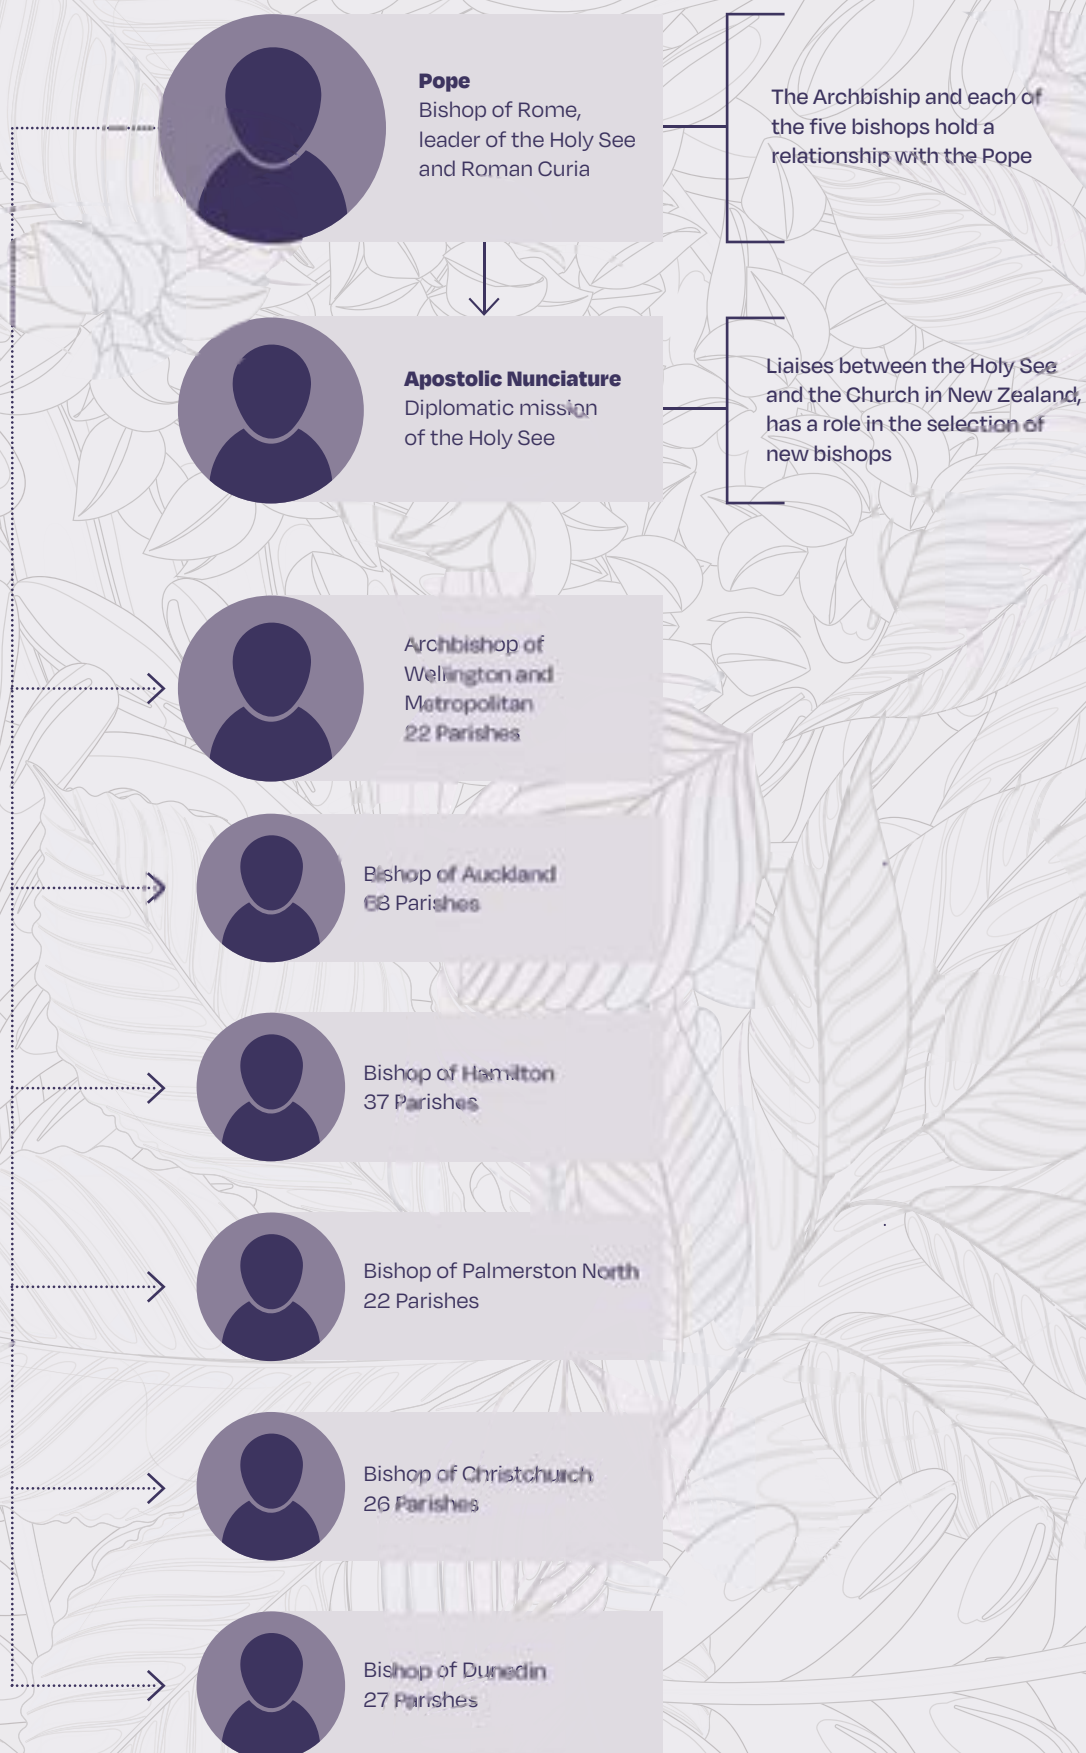 Pope
Bishop of Rome,
leader of the Holy See
and Roman Curia
The Archbiship and each of
the five bishops hold a
relationship with the Pope
Apostolic Nunciature
Diplomatic mission
of the Holy See
Liaises between the Holy See
and the Church in New Zealand,
has a role in the selection of
new bishops
Archbishop of
Wellington and
Metropolitan
22 Parishes
Bishop of Auckland
Parishes
Bishop of Hamilton
37 Parishes
Bishop of Palmerston North
22 Parishes
Bishop of Christchurch
26 Parishes
Bishop of Dunedin
27 Parishes